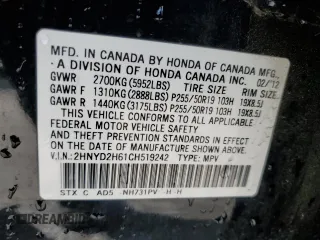 MFD. IN CANADA BY HONDA OF CANADA MFG.
A DIVISION OF HONDA CANADA INC. 02/12
GVWR 2700KG(5952LBS) TIRE SIZE RIM SIZE
GAWR F 1310KG(2888LBS) P255/50R19 103H 19X8.5J
GAWR R 1440KG(3175LBS) P255/50R19 103H 19X8.5J
THIS VEHICLE CONFORMS TO ALL APPLICABLE
FEDERAL MOTOR VEHICLE SAFETY
AND THEFT PREVENTION STANDARDS IN EFFECT
ON THE DATE OF MANUFACTURE SHOWN ABOVE.
V.I.N: 2HNYD2H61CH519242 TYPE: MPV
STX C AD5 NH731PV -H H